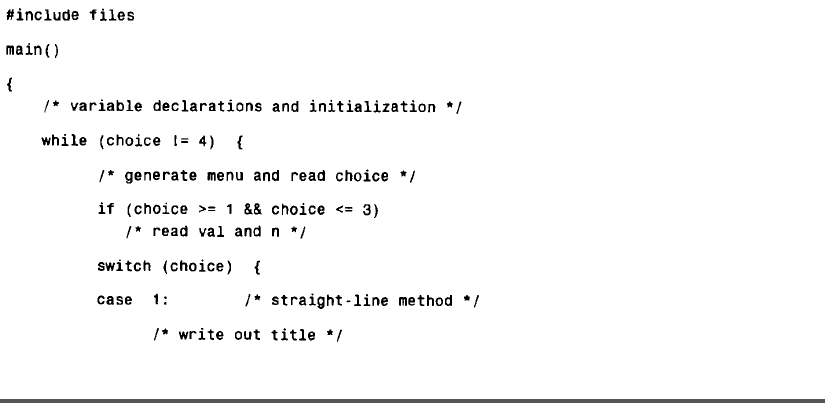 #include files
main()
{
/* variable declarations and initialization */
while (choice != 4) {
/* generate menu and read choice */
if (choice >= 1 && choice <= 3)
/* read val and n */
switch (choice) {
case 1: /* straight-line method */
/* write out title */